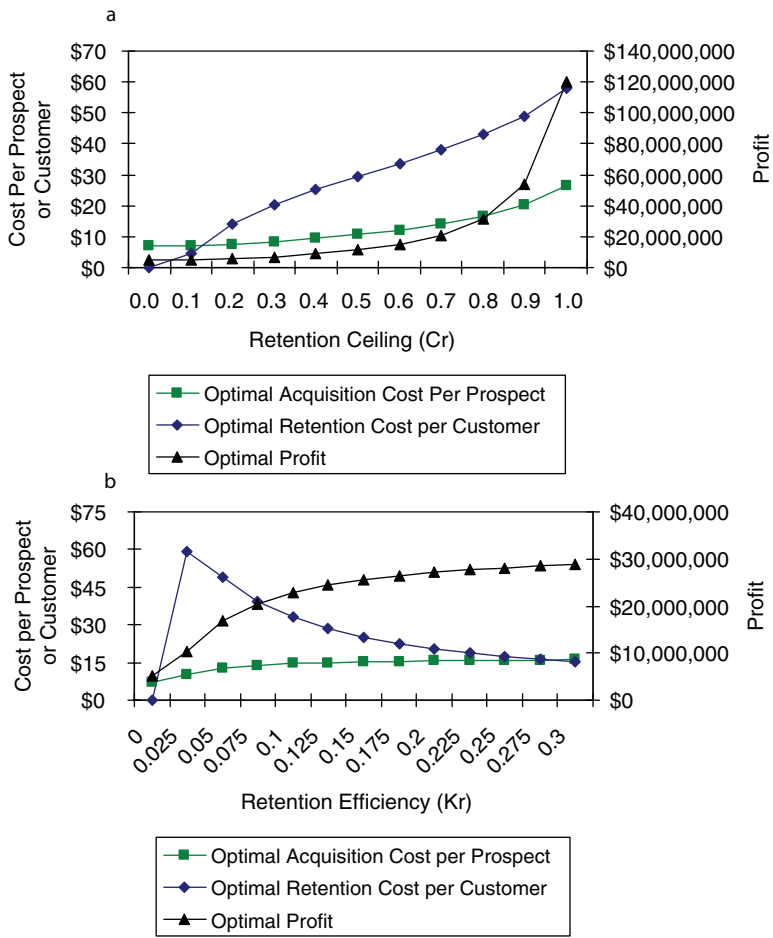 a
$70
$60
$50
$40
$30
$20
$10
$0
Cost Per Prospect
or Customer
$140,000,000
$120,000,000
$100,000,000
$80,000,000
$60,000,000
$40,000,000
$20,000,000
$0
Profit
0.0 0.1 0.2 0.3 0.4 0.5 0.6 0.7 0.8 0.9 1.0
Retention Ceiling (Cr)
Optimal Acquisition Cost Per Prospect
Optimal Retention Cost per Customer
Optimal Profit
b
$75
$60
$45
$30
$15
$0
Cost per Prospect
or Customer
$40,000,000
$30,000,000
$20,000,000
$10,000,000
$0
Profit
0 0.025 0.05 0.075 0.1 0.125 0.15 0.175 0.2 0.225 0.25 0.275 0.3
Retention Efficiency (Kr)
Optimal Acquisition Cost per Prospect
Optimal Retention Cost per Customer
Optimal Profit